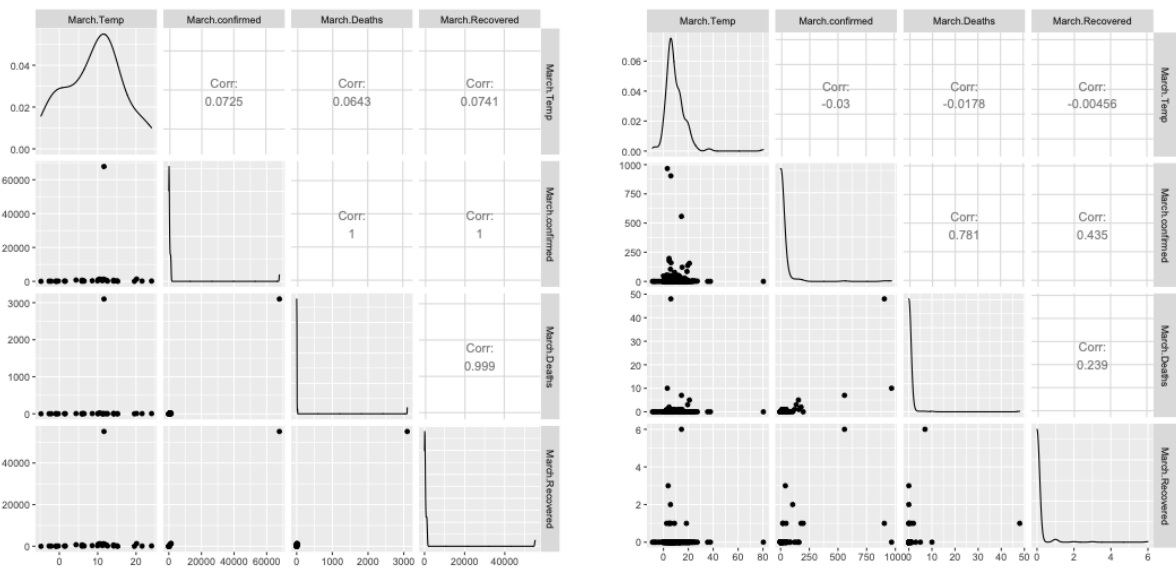 March.Temp March.confirmed March.Deaths March.Recovered
0.04
0.02
0.00
Corr:
0.0725
Corr:
0.0643
Corr:
0.0741
March.Temp
60000
40000
20000
0
Corr:
1
Corr:
1
March.confirmed
3000
2000
1000
0
Corr:
0.999
March.Deaths
40000
20000
0
March.Recovered
0 10 20
0 20000 40000 60000
0 1000 2000 3000
0 20000 40000
March.Temp March.confirmed March.Deaths March.Recovered
0.06
0.04
0.02
0.00
Corr:
-0.03
Corr:
-0.0178
Corr:
-0.00456
March.Temp
1000
750
500
250
0
Corr:
0.781
Corr:
0.435
March.confirmed
50
40
30
20
10
0
Corr:
0.239
March.Deaths
6
4
2
0
March.Recovered
0 20 40 60 80
0 250 500 750 1000
0 10 20 30 40 50
0 2 4 6